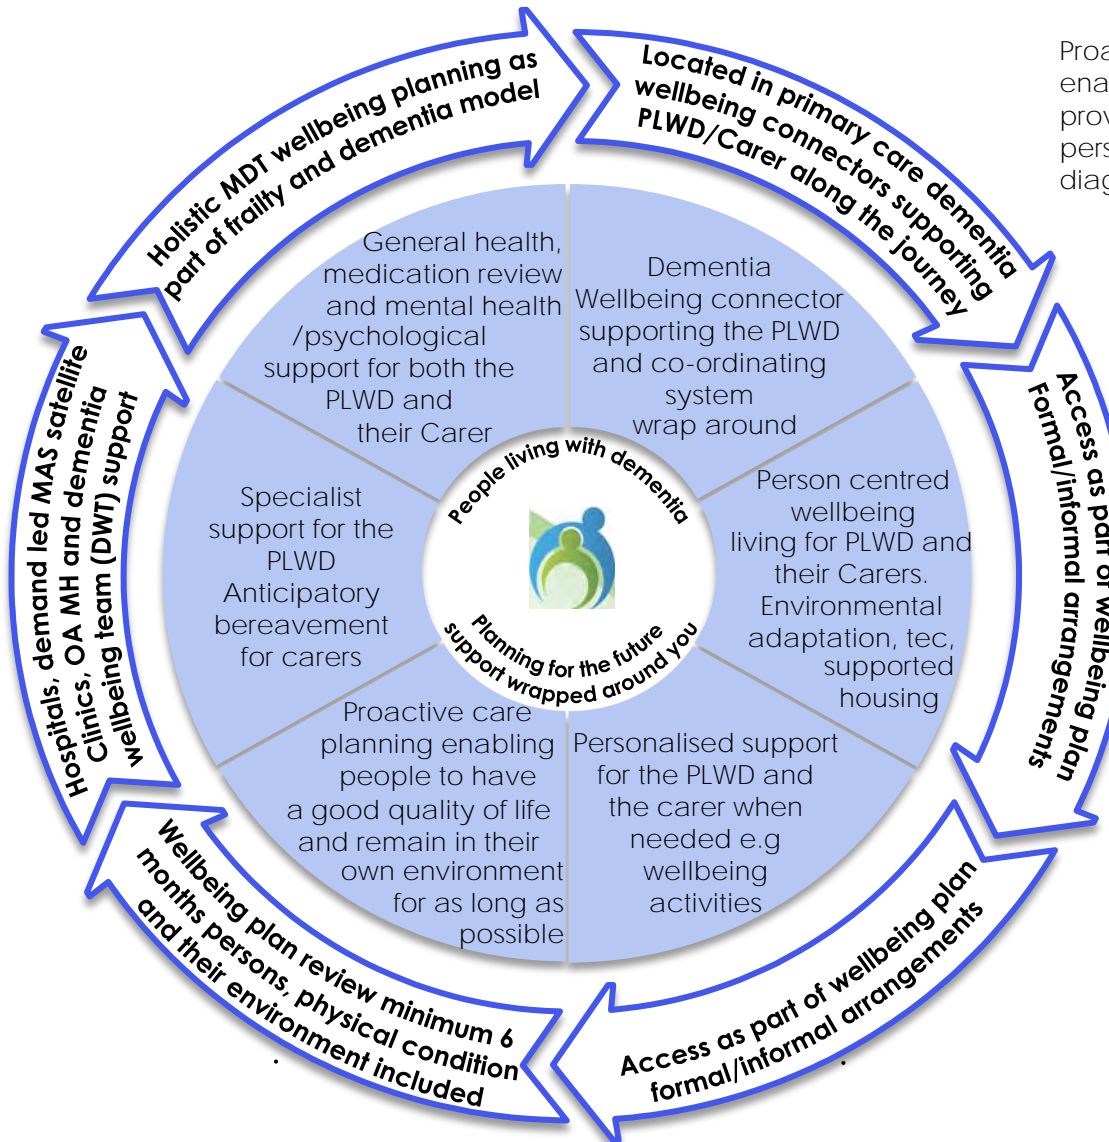 Located in primary care dementia
wellbeing connectors supporting
PLWD/Carer along the journey
Access as part of wellbeing plan
Formal/informal arrangements
Access as part of wellbeing plan
formal/informal arrangements
Wellbeing plan review minimum 6
months persons, physical condition
and their environment included
Hospitals, demand led MAS satellite
Clinics, OA MH and dementia
wellbeing team (DWT) support
Holistic MDT wellbeing planning as
part of frailty and dementia model
Dementia
Wellbeing connector
supporting the PLWD
and co-ordinating
system
wrap around
Person centred
wellbeing
living for PLWD and
their Carers.
Environmental
adaptation, tec,
supported
housing
Personalised support
for the PLWD and
the carer when
needed e.g
wellbeing
activities
Proactive care
planning enabling
people to have
a good quality of life
and remain in their
own environment
for as long as
possible
Specialist
support for the
PLWD
Anticipatory
bereavement
for carers
General health,
medication review
and mental health
/psychological
support for both the
PLWD and
their Carer
People living with dementia
Planning for the future
support wrapped around you